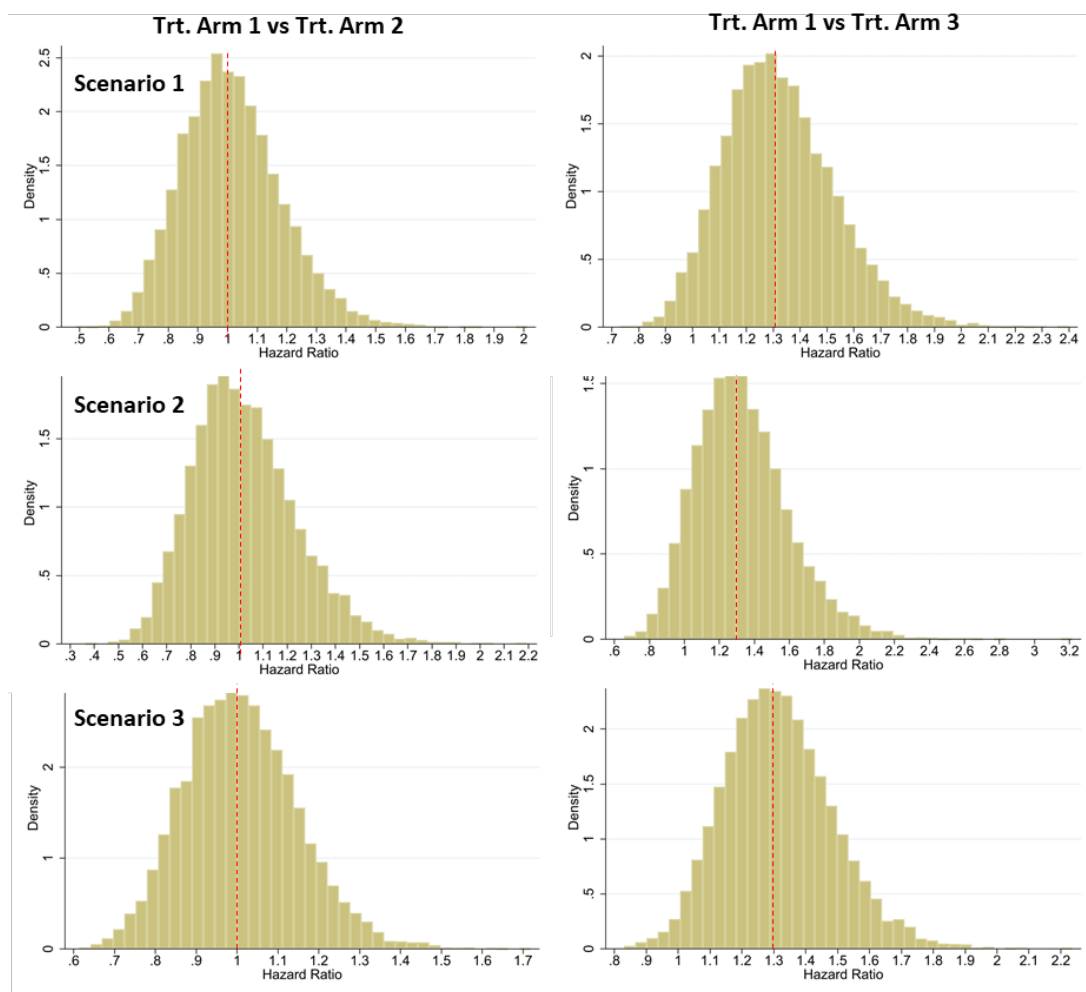 Trt. Arm 1 vs Trt. Arm 2
Trt. Arm 1 vs Trt. Arm 3
Scenario 1
Density
0 .5 1 1.5 2 2.5
.5 .6 .7 .8 .9 1 1.1 1.2 1.3 1.4 1.5 1.6 1.7 1.8 1.9 2
Hazard Ratio
Density
0 .5 1 1.5 2
.7 .8 .9 1 1.1 1.2 1.3 1.4 1.5 1.6 1.7 1.8 1.9 2 2.1 2.2 2.3 2.4
Hazard Ratio
Scenario 2
Density
0 .5 1 1.5
.3 .4 .5 .6 .7 .8 .9 1 1.1 1.2 1.3 1.4 1.5 1.6 1.7 1.8 1.9 2 2.1 2.2
Hazard Ratio
Density
0 .5 1 1.5
.6 .8 1 1.2 1.4 1.6 1.8 2 2.2 2.4 2.6 2.8 3 3.2
Hazard Ratio
Scenario 3
Density
0 1 2
.6 .7 .8 .9 1 1.1 1.2 1.3 1.4 1.5 1.6 1.7
Hazard Ratio
Density
0 .5 1 1.5 2
.8 .9 1 1.1 1.2 1.3 1.4 1.5 1.6 1.7 1.8 1.9 2 2.1 2.2
Hazard Ratio